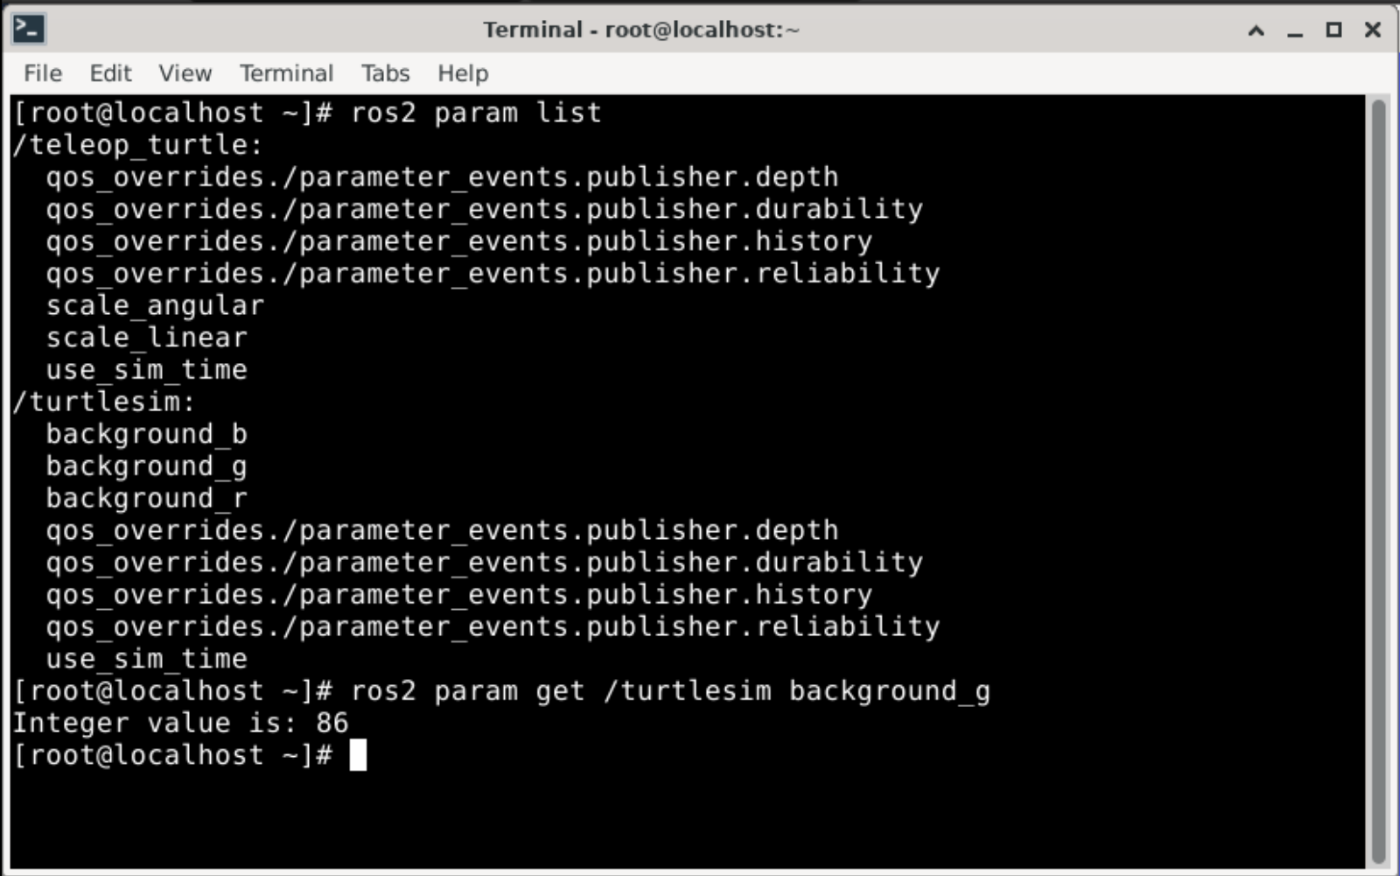 Terminal - root@localhost:~
File Edit View Terminal Tabs Help
[root@localhost ~]# ros2 param list
/teleop_turtle:
  qos_overrides./parameter_events.publisher.depth
  qos_overrides./parameter_events.publisher.durability
  qos_overrides./parameter_events.publisher.history
  qos_overrides./parameter_events.publisher.reliability
  scale_angular
  scale_linear
  use_sim_time
/turtlesim:
  background_b
  background_g
  background_r
  qos_overrides./parameter_events.publisher.depth
  qos_overrides./parameter_events.publisher.durability
  qos_overrides./parameter_events.publisher.history
  qos_overrides./parameter_events.publisher.reliability
  use_sim_time
[root@localhost ~]# ros2 param get /turtlesim background_g
Integer value is: 86
[root@localhost ~]#